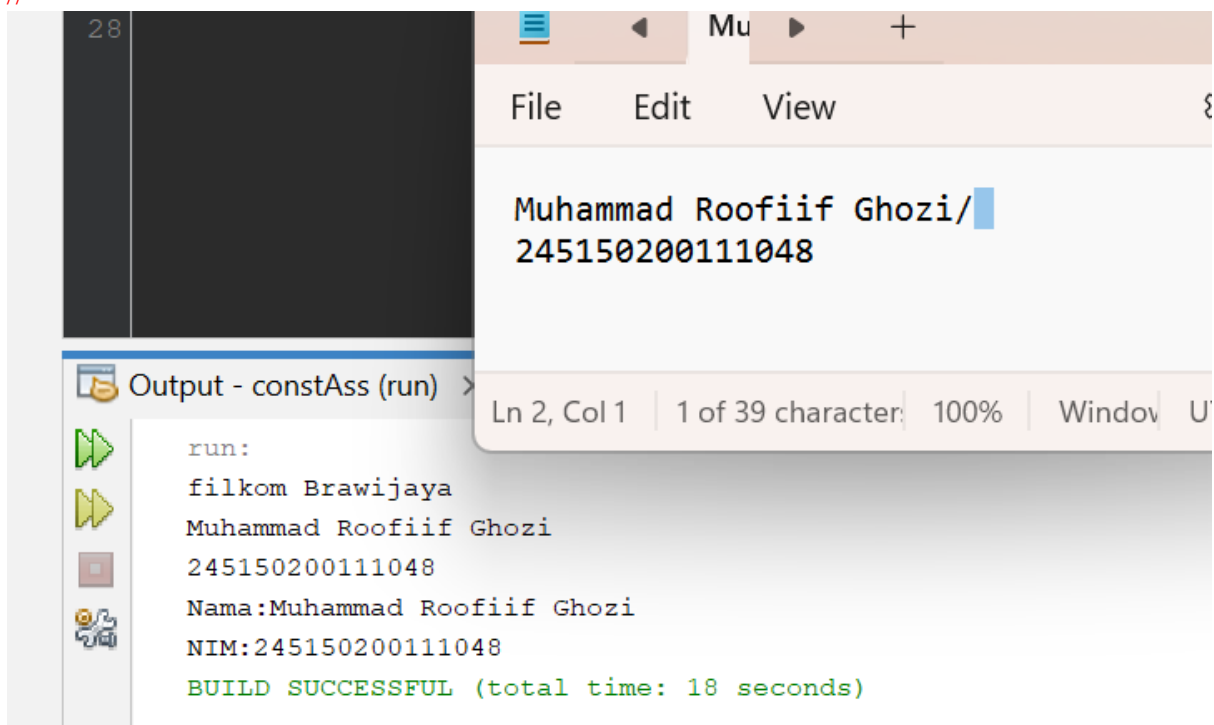 //
28
Mu
+
File Edit View
Muhammad Roofiif Ghozi/
245150200111048
Ln 2, Col 1 1 of 39 character 100% Window U
Output - constAss (run)
run:
filkom Brawijaya
Muhammad Roofiif Ghozi
245150200111048
Nama:Muhammad Roofiif Ghozi
NIM:245150200111048
BUILD SUCCESSFUL (total time: 18 seconds)